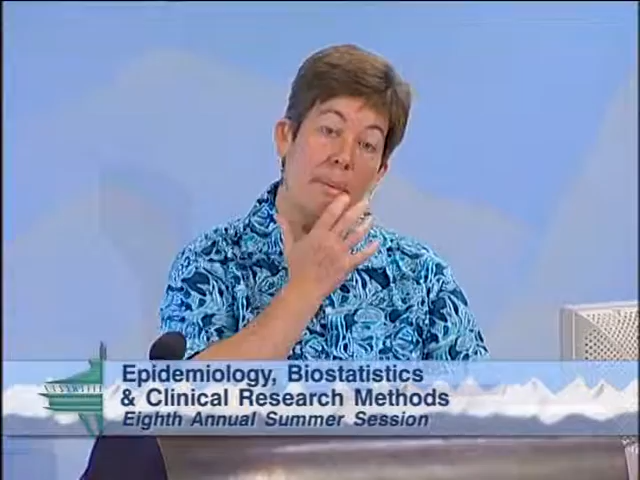 Epidemiology, Biostatistics
& Clinical Research Methods
Eighth Annual Summer Session